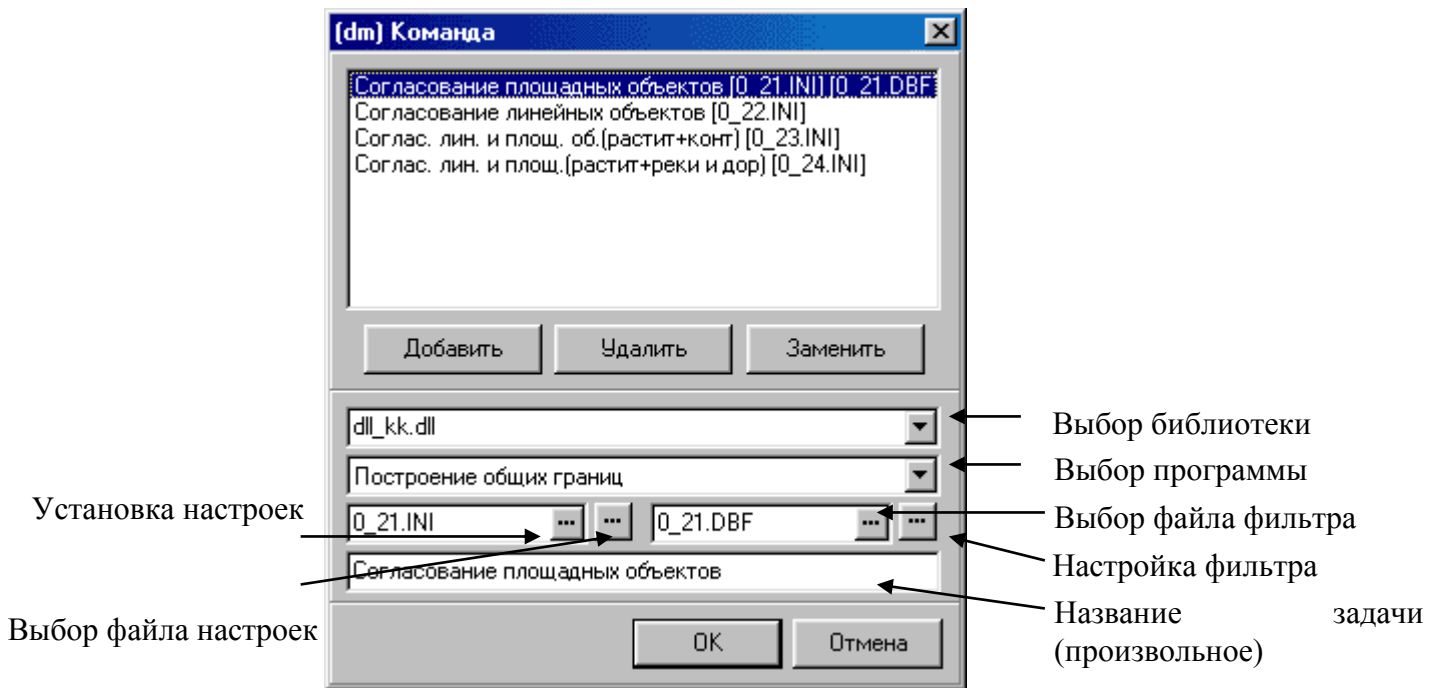 (dm) Команда
Согласование площадных объектов [0_21.INI] [0_21.DBF
Согласование линейных объектов [0_22.INI]
Соглас. лин. и площ. об.(растит+конт) [0_23.INI]
Соглас. лин. и площ.(растит+реки и дор) [0_24.INI]
Добавить Удалить Заменить
dll_kk.dll
Выбор библиотеки
Построение общих границ
Выбор программы
Установка настроек
0_21.INI ... ... 0_21.DBF ... ...
Выбор файла фильтра
Настройка фильтра
Согласование площадных объектов
Название задачи
(произвольное)
Выбор файла настроек
OK Отмена